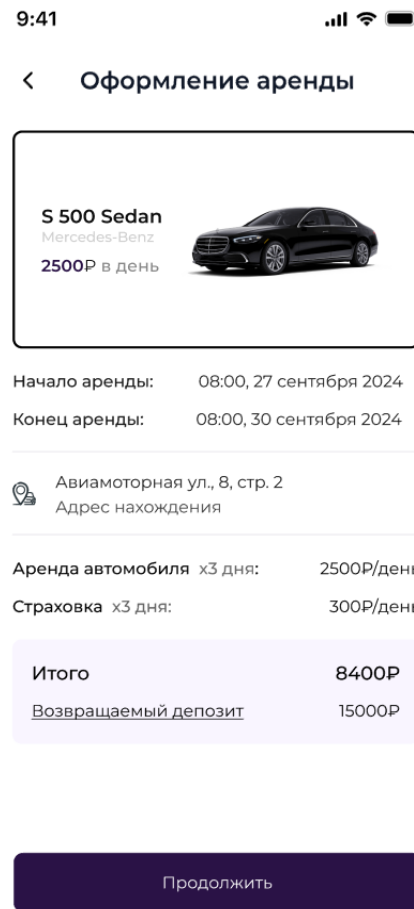 9:41
Оформление аренды
S 500 Sedan
Mercedes-Benz
2500₽ в день
Начало аренды: 08:00, 27 сентября 2024
Конец аренды: 08:00, 30 сентября 2024
Авиамоторная ул., 8, стр. 2
Адрес нахождения
Аренда автомобиля x3 дня: 2500₽/день
Страховка x3 дня: 300₽/день
Итого 8400₽
Возвращаемый депозит 15000₽
Продолжить